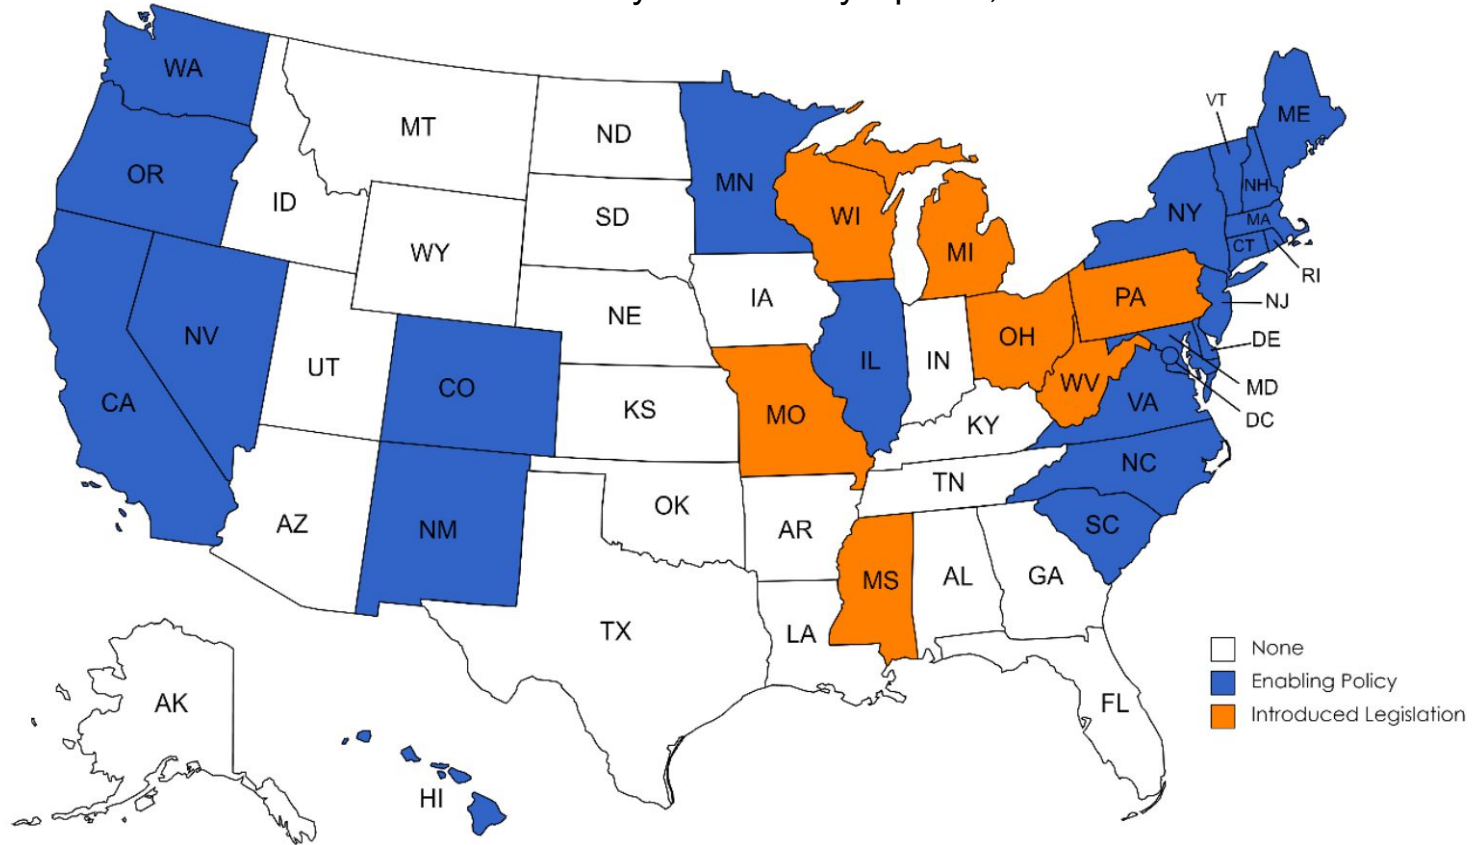 WA
OR
CA
NV
ID
MT
WY
UT
AZ
CO
NM
ND
SD
NE
KS
OK
TX
MN
IA
MO
AR
LA
WI
IL
MS
MI
IN
KY
TN
AL
OH
WV
GA
FL
PA
NY
VT
NH
ME
MA
CT
RI
NJ
DE
MD
DC
VA
NC
SC
AK
HI
None
Enabling Policy
Introduced Legislation